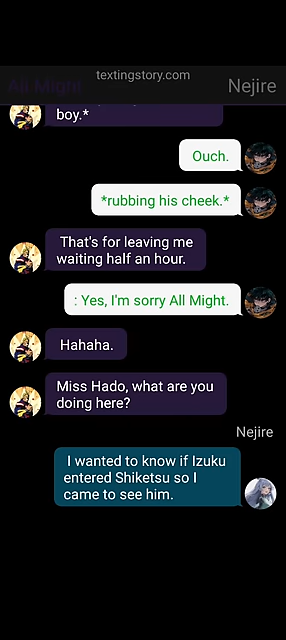 textingstory.com
All Might
Nejire
boy.*
Ouch.
*rubbing his cheek.*
That's for leaving me
waiting half an hour.
: Yes, I'm sorry All Might.
Hahaha.
Miss Hado, what are you
doing here?
Nejire
I wanted to know if Izuku
entered Shiketsu so I
came to see him.